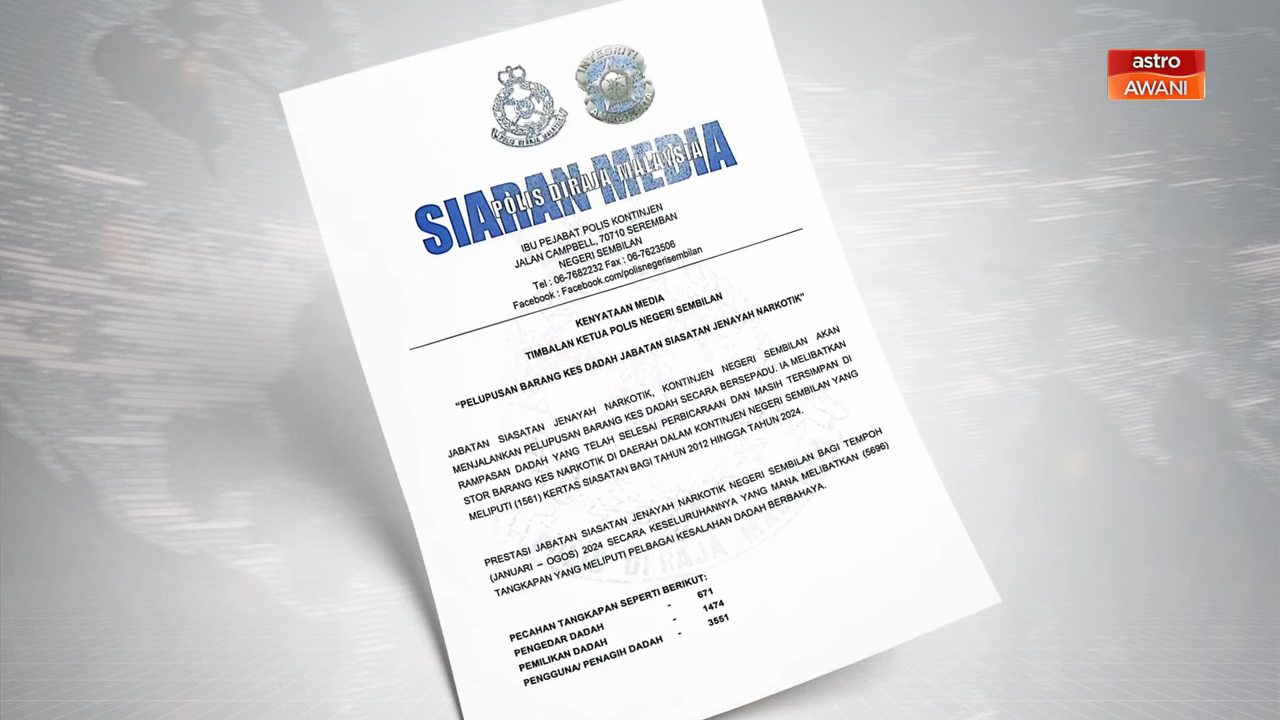 astro
AWANI
INTEGRITI
POLIS DIRAJA MALAYSIA
SIARAN MEDIA
POLIS DIRAJA MALAYSIA
IBU PEJABAT POLIS KONTINJEN
JALAN CAMPBELL, 70710 SEREMBAN
NEGERI SEMBILAN
Tel : 06-7682232 Fax : 06-7623506
Facebook : Facebook.com/polisnegerisembilan
KENYATAAN MEDIA
TIMBALAN KETUA POLIS NEGERI SEMBILAN
“PELUPUSAN BARANG KES DADAH JABATAN SIASATAN JENAYAH NARKOTIK”
JABATAN SIASATAN JENAYAH NARKOTIK, KONTINJEN NEGERI SEMBILAN AKAN
MENJALANKAN PELUPUSAN BARANG KES DADAH SECARA BERSEPADU. IA MELIBATKAN
RAMPASAN DADAH YANG TELAH SELESAI PERBICARAAN DAN MASIH TERSIMPAN DI
STOR BARANG KES NARKOTIK DI DAERAH DALAM KONTINJEN NEGERI SEMBILAN YANG
MELIPUTI (1561) KERTAS SIASATAN BAGI TAHUN 2012 HINGGA TAHUN 2024.
PRESTASI JABATAN SIASATAN JENAYAH NARKOTIK NEGERI SEMBILAN BAGI TEMPOH
(JANUARI – OGOS) 2024 SECARA KESELURUHANNYA YANG MANA MELIBATKAN (5696)
TANGKAPAN YANG MELIPUTI PELBAGAI KESALAHAN DADAH BERBAHAYA.
PECAHAN TANGKAPAN SEPERTI BERIKUT:
PENGEDAR DADAH - 671
PEMILIKAN DADAH - 1474
PENGGUNA/ PENAGIH DADAH - 3551